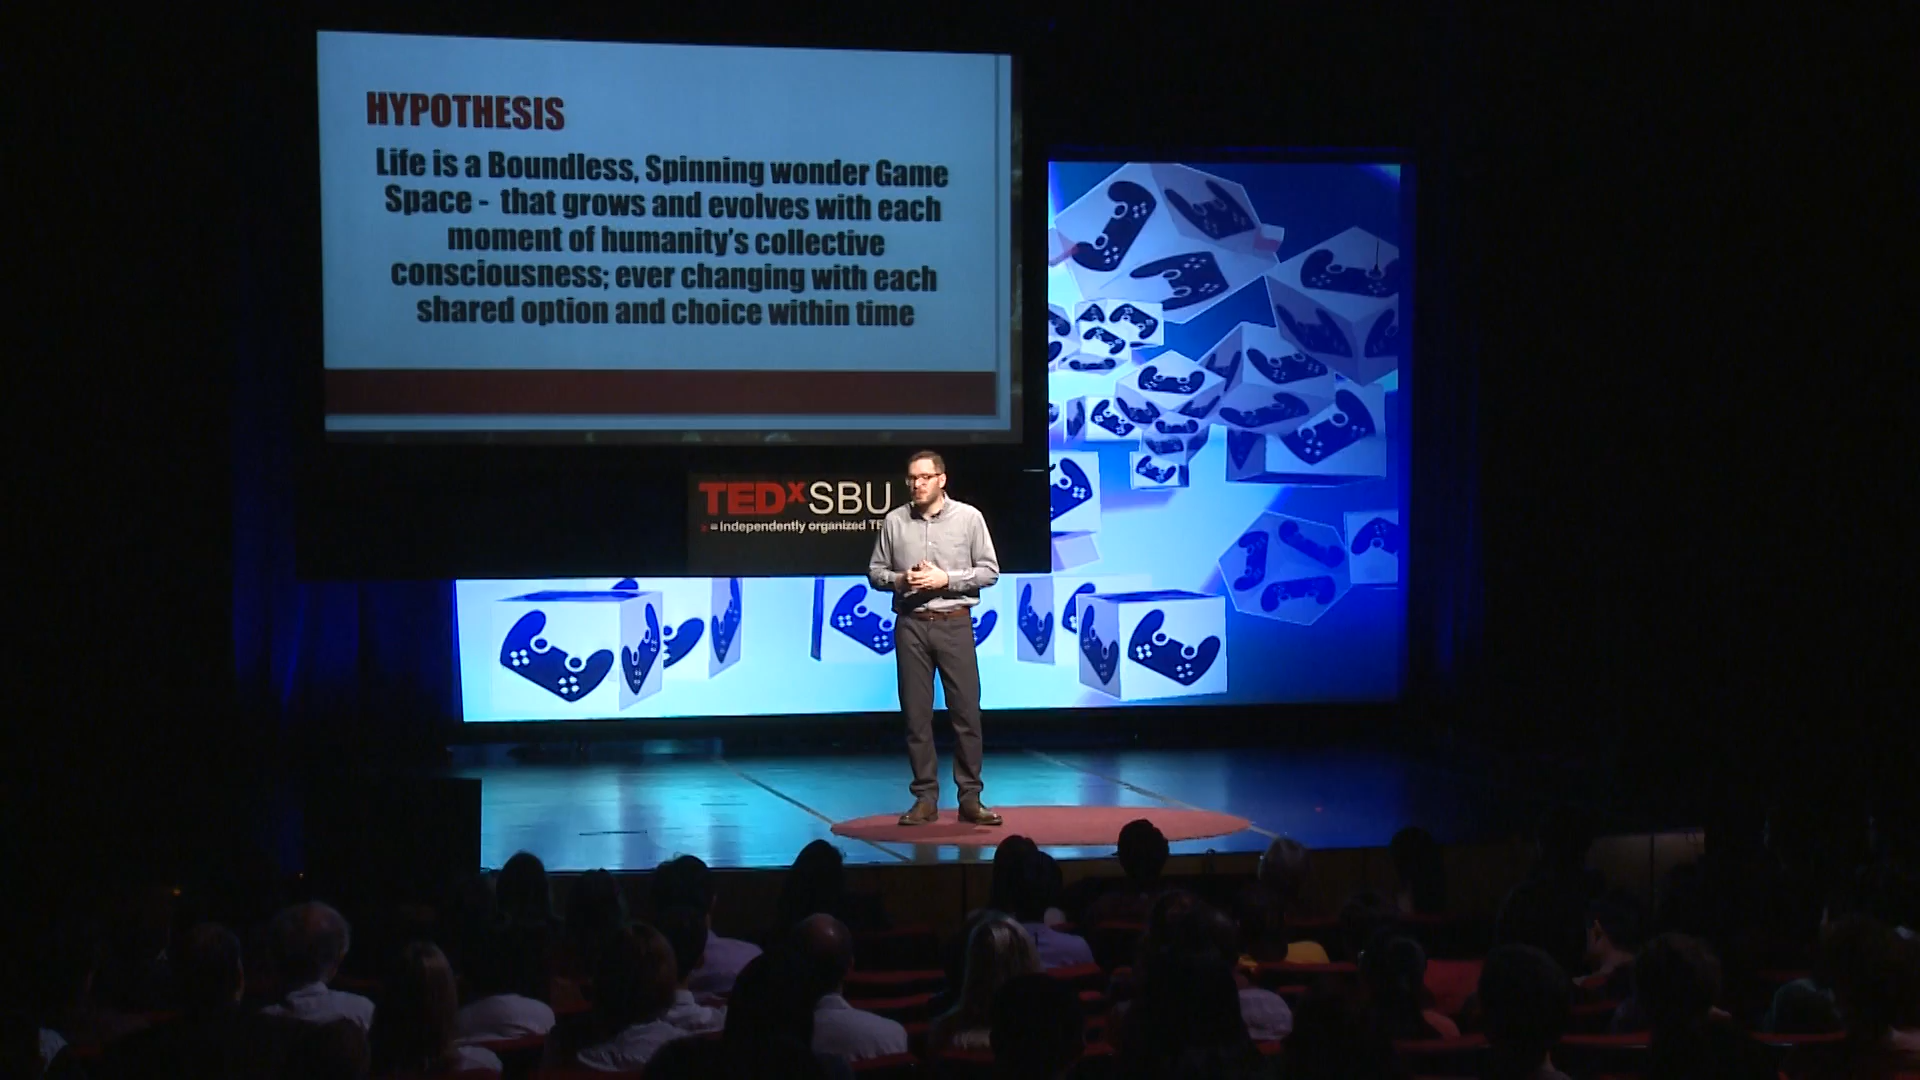 HYPOTHESIS
Life is a Boundless, Spinning wonder Game
Space - that grows and evolves with each
moment of humanity's collective
consciousness; ever changing with each
shared option and choice within time
TEDxSBU
x = independently organized TE